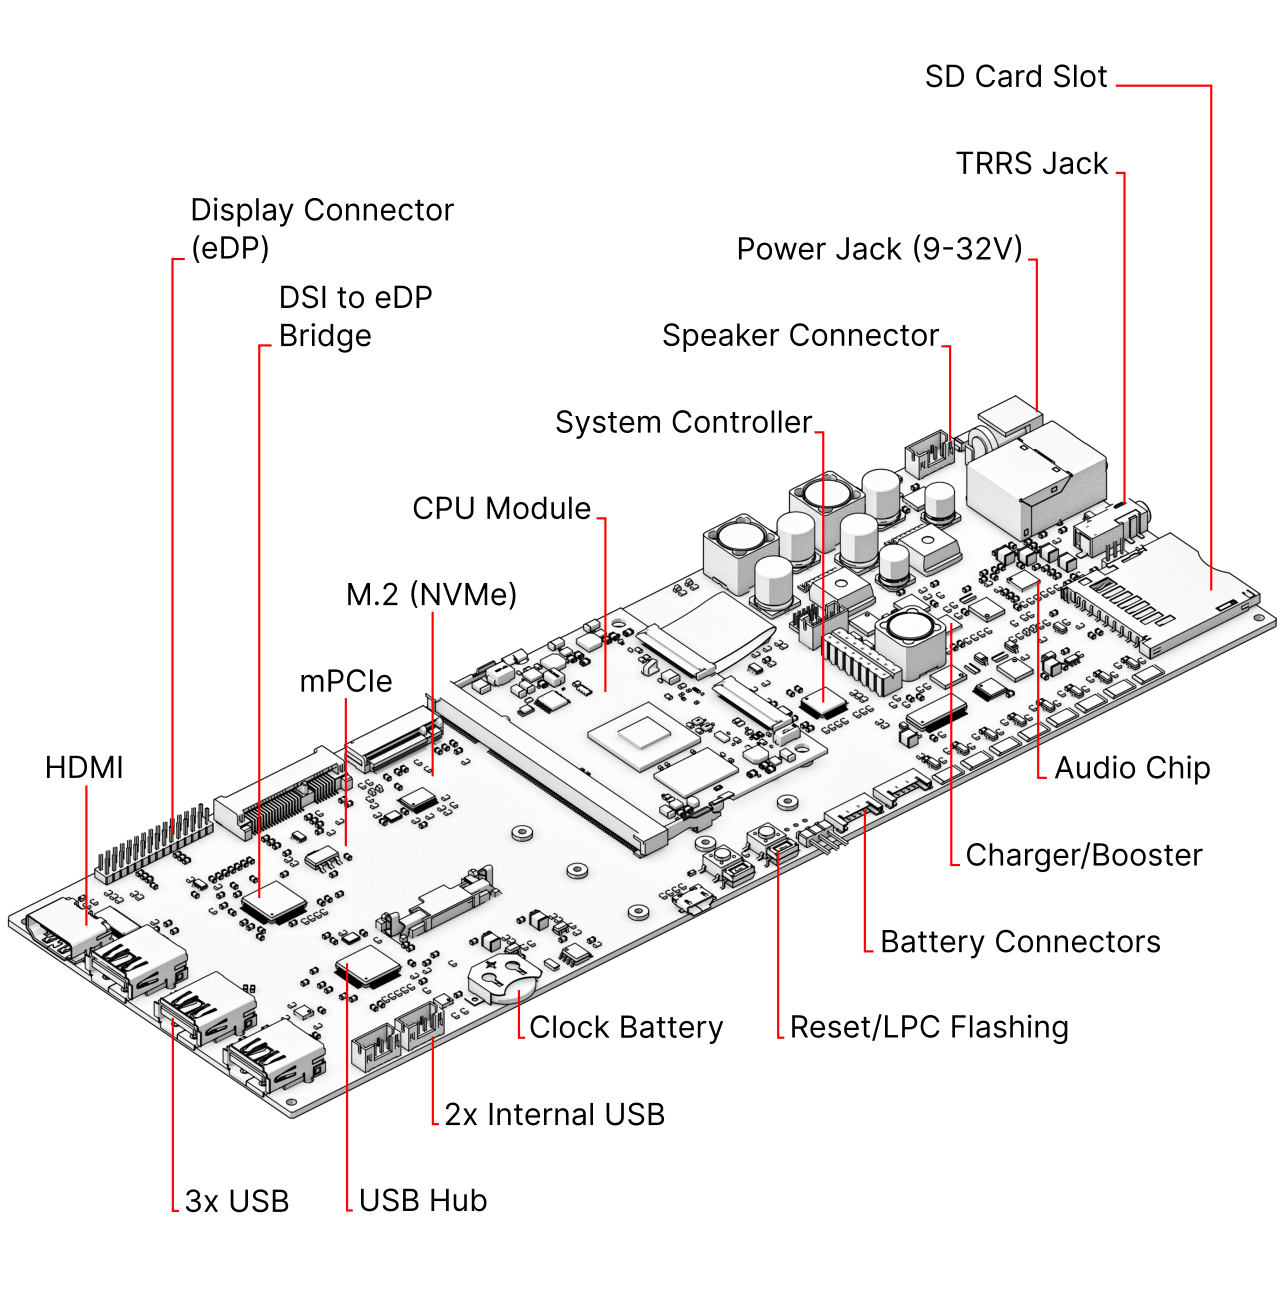 SD Card Slot
TRRS Jack
Display Connector
(eDP)
Power Jack (9-32V)
DSI to eDP
Bridge
Speaker Connector
System Controller
CPU Module
M.2 (NVMe)
mPCIe
HDMI
Audio Chip
Charger/Booster
Battery Connectors
Clock Battery
Reset/LPC Flashing
2x Internal USB
3x USB
USB Hub